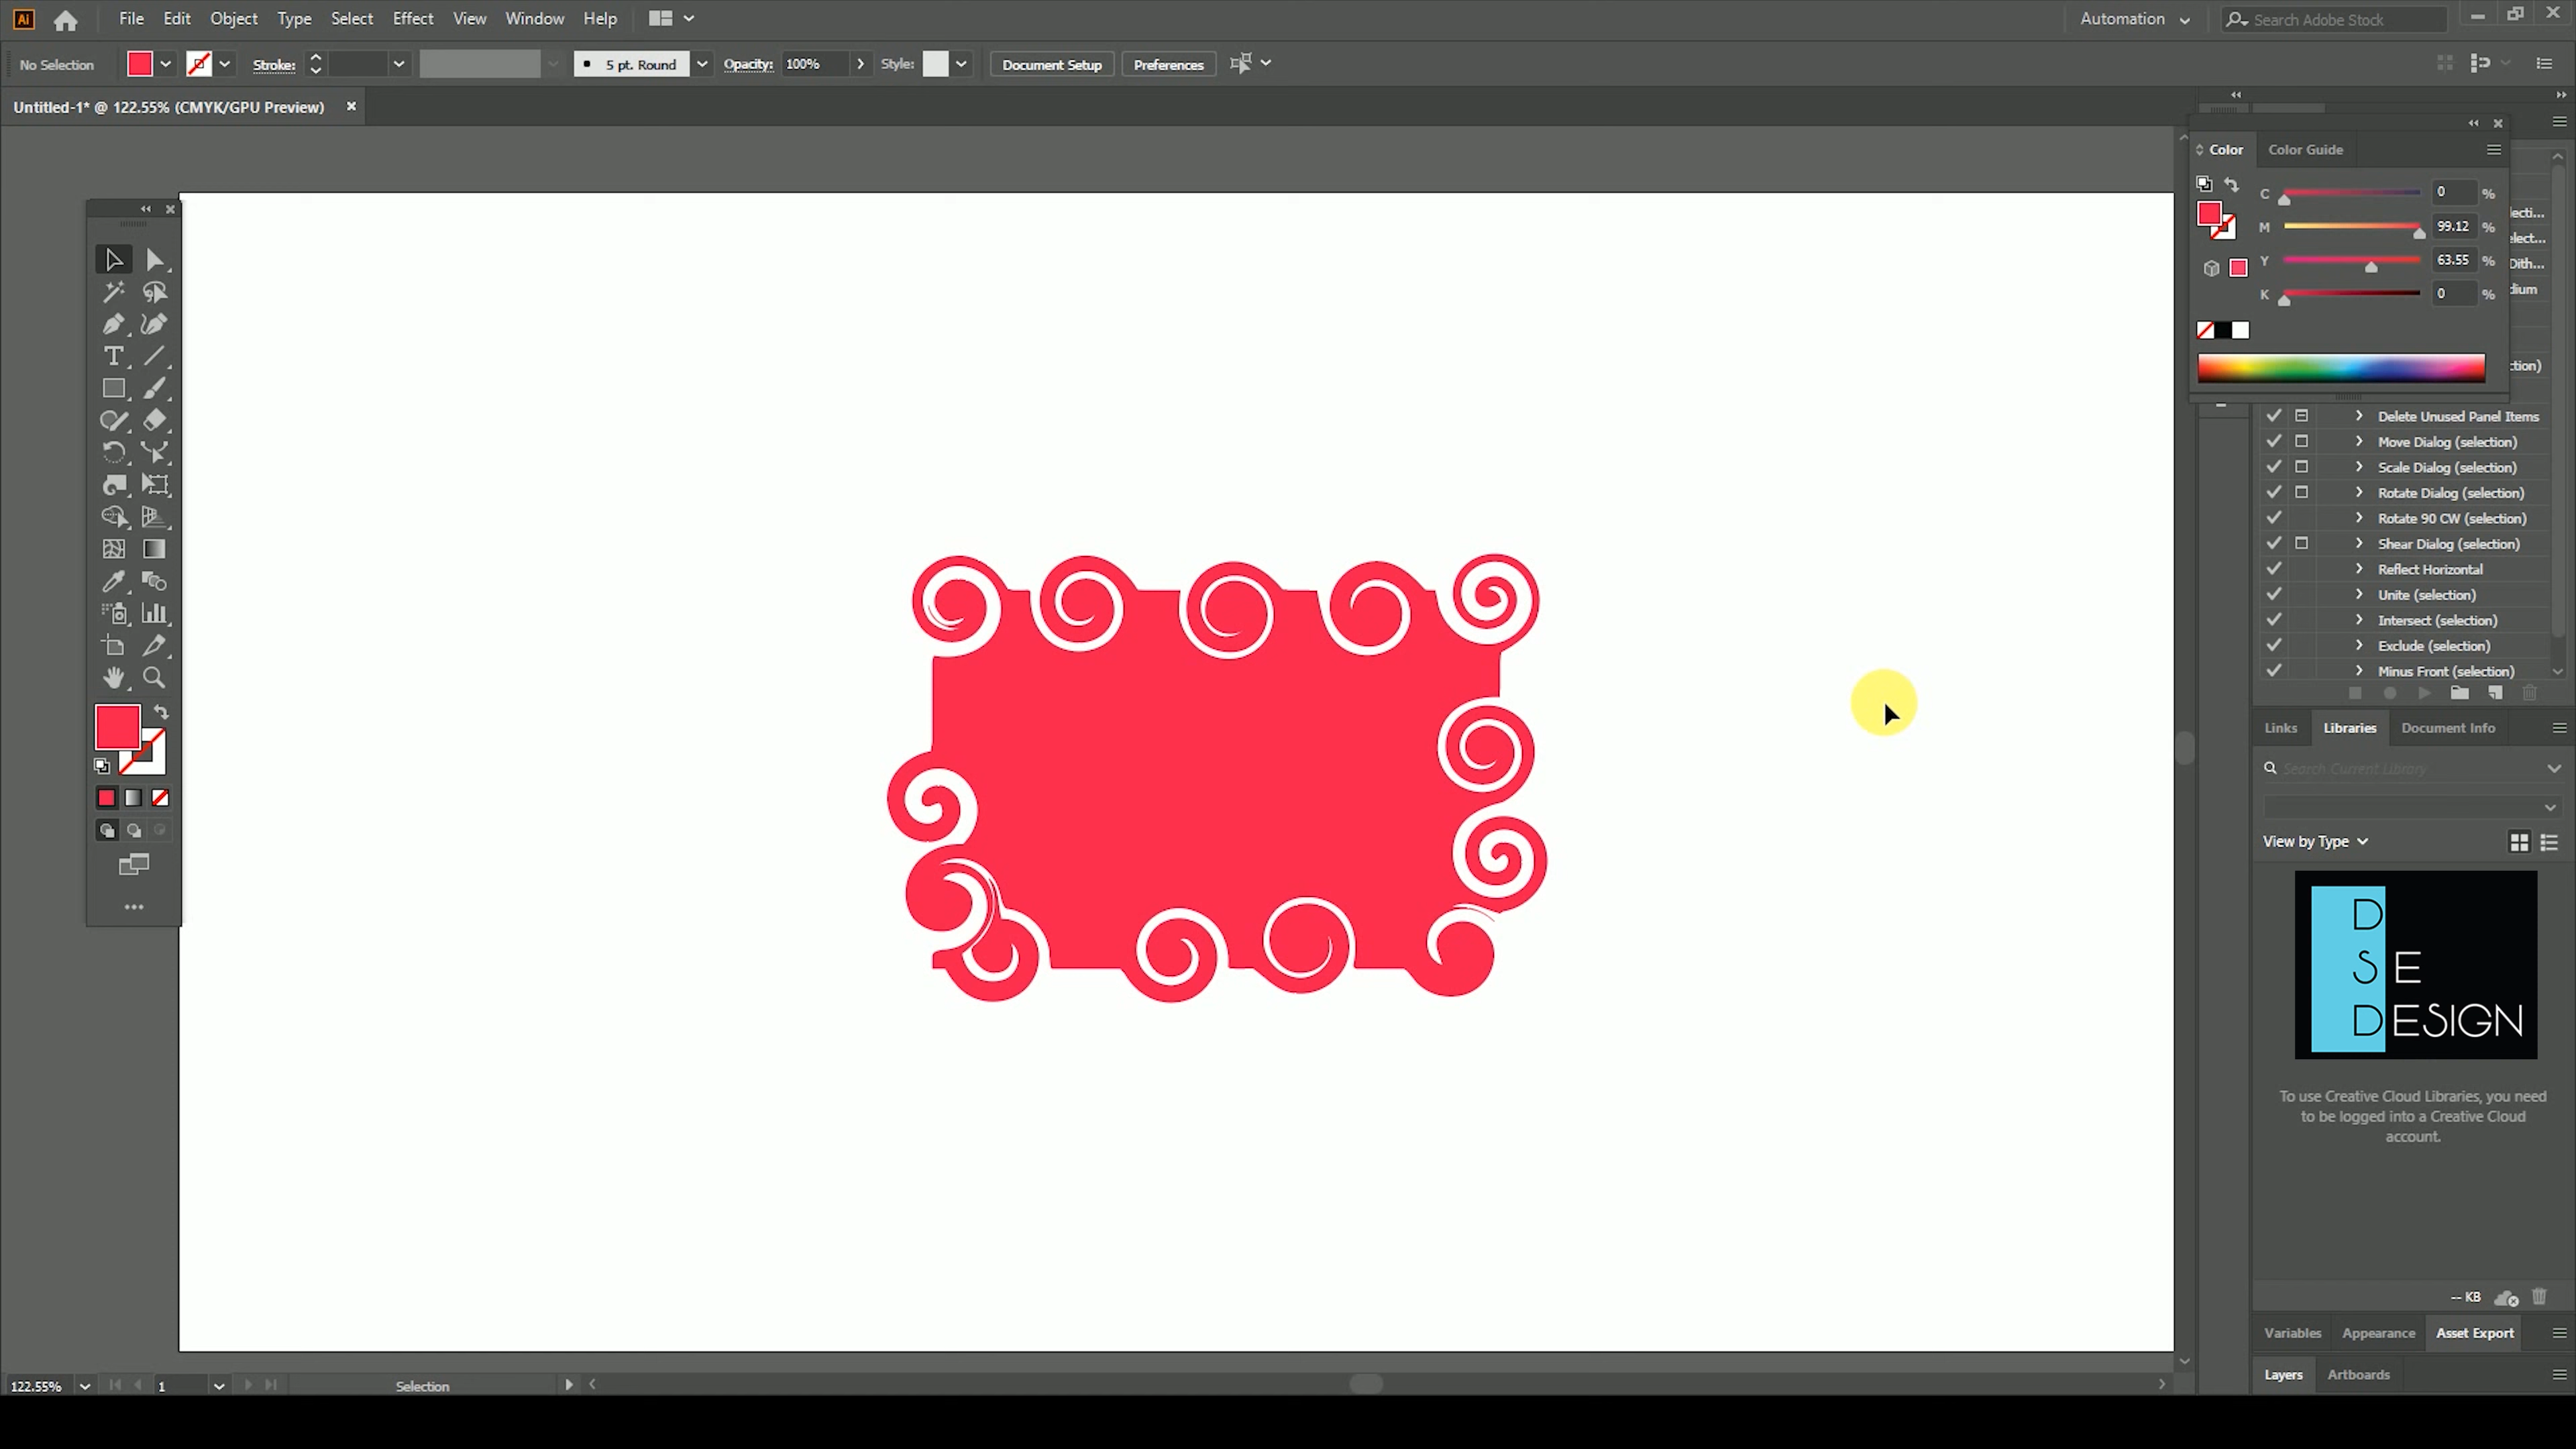 Ai File Edit Object Type Select Effect View Window Help Automation Search Adobe Stock
No Selection Stroke: 5 pt. Round Opacity: 100% Style: Document Setup Preferences
Untitled-1* @ 122.55% (CMYK/GPU Preview)
Color Color Guide
C 0 %
M 99.12 %
Y 63.55 %
K 0 %
Delete Unused Panel Items
Move Dialog (selection)
Scale Dialog (selection)
Rotate Dialog (selection)
Rotate 90 CW (selection)
Shear Dialog (selection)
Reflect Horizontal
Unite (selection)
Intersect (selection)
Exclude (selection)
Minus Front (selection)
Links Libraries Document Info
Search Current Library
View by Type
D
S E
DESIGN
To use Creative Cloud Libraries, you need
to be logged into a Creative Cloud
account.
-- KB
Variables Appearance Asset Export
Layers Artboards
122.55% 1 Selection